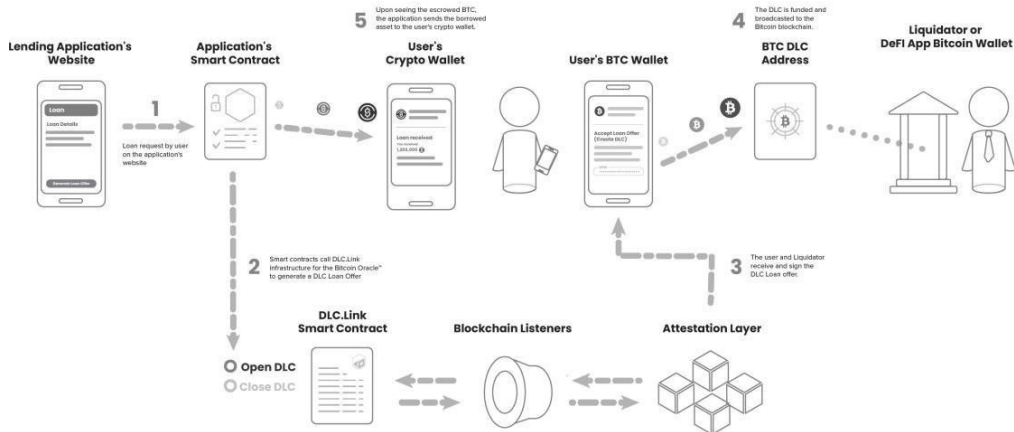 5
Upon seeing the escrowed BTC,
the application sends the borrowed
asset to the user's crypto wallet.
4
The DLC is funded and
broadcasted to the
Bitcoin blockchain.
Lending Application's
Website
Application's
Smart Contract
User's
Crypto Wallet
User's BTC Wallet
BTC DLC
Address
Liquidator or
DeFI App Bitcoin Wallet
Loan
Loan Details
Generate Loan Offer
1
Loan request by user
on the application's
website
Loan received
Accept Loan Offer
(Create DLC)
2
Smart contracts call DLC.Link
infrastructure for the Bitcoin Oracle™
to generate a DLC Loan Offer
3
The user and Liquidator
receive and sign the
DLC Loan offer.
DLC.Link
Smart Contract
Blockchain Listeners
Attestation Layer
Open DLC
Close DLC